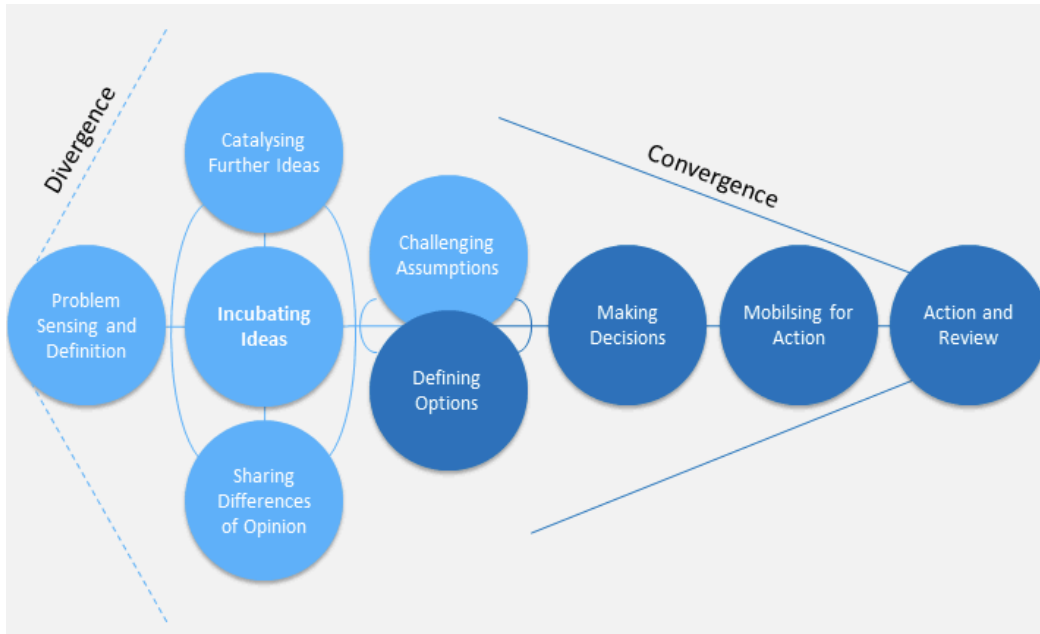 Divergence
Problem
Sensing and
Definition
Catalysing
Further Ideas
Incubating
Ideas
Sharing
Differences
of Opinion
Challenging
Assumptions
Defining
Options
Convergence
Making
Decisions
Mobilsing for
Action
Action and
Review